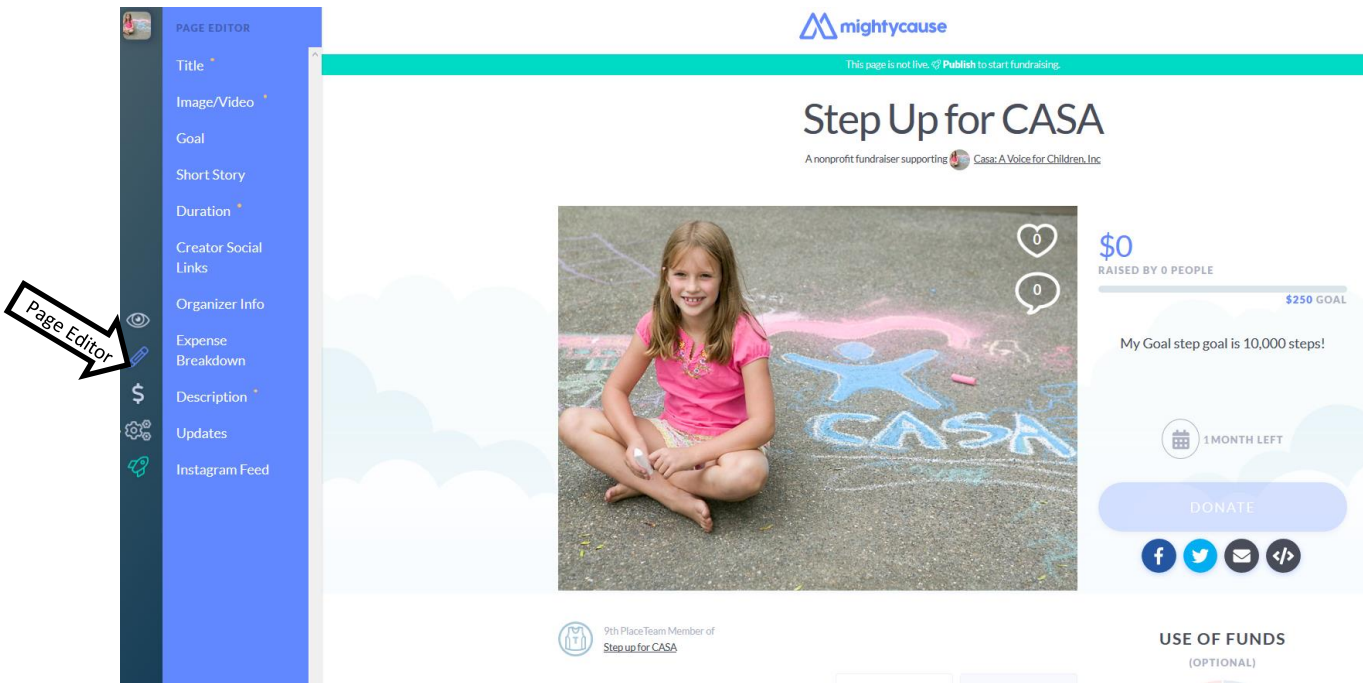 PAGE EDITOR
Title *
Image/Video *
Goal
Short Story
Duration *
Creator Social
Links
Organizer Info
Expense
Breakdown
Description *
Updates
Instagram Feed
Page Editor
$
mightycause
This page is not live. Publish to start fundraising.
Step Up for CASA
A nonprofit fundraiser supporting Casa: A Voice for Children, Inc
0
0
CASA
$0
RAISED BY 0 PEOPLE
$250 GOAL
My Goal step goal is 10,000 steps!
1 MONTH LEFT
DONATE
f
</>
T
9th PlaceTeam Member of
Step up for CASA
USE OF FUNDS
(OPTIONAL)